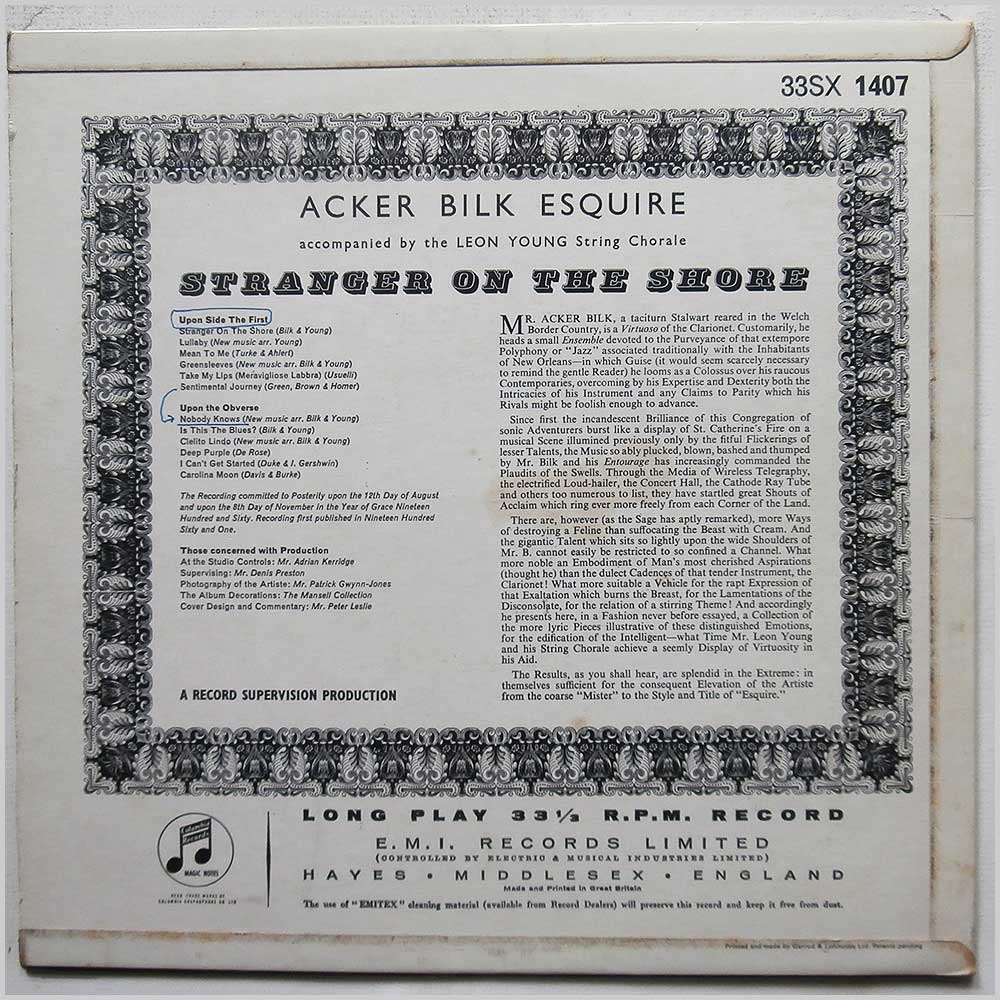 33SX 1407
ACKER BILK ESQUIRE
accompanied by the LEON YOUNG String Chorale
STRANGER ON THE SHORE
Upon Side The First
Stranger On The Shore (Bilk & Young)
Lullaby (New music arr. Young)
Mean To Me (Turke & Ahlert)
Greensleeves (New music arr. Bilk & Young)
Take My Lips (Meravigliose Labbra) (Usuelli)
Sentimental Journey (Green, Brown & Homer)
Upon the Obverse
Nobody Knows (New music arr. Bilk & Young)
Is This The Blues? (Bilk & Young)
Cielito Lindo (New music arr. Bilk & Young)
Deep Purple (De Rose)
I Can't Get Started (Duke & I. Gershwin)
Carolina Moon (Davis & Burke)
The Recording committed to Posterity upon the 12th Day of August
and upon the 8th Day of November in the Year of Grace Nineteen
Hundred and Sixty. Recording first published in Nineteen Hundred
Sixty and One.
Those concerned with Production
At the Studio Controls: Mr. Adrian Kerridge
Supervising: Mr. Denis Preston
Photography of the Artiste: Mr. Patrick Gwynn-Jones
The Album Decorations: The Mansell Collection
Cover Design and Commentary: Mr. Peter Leslie
A RECORD SUPERVISION PRODUCTION
MR. ACKER BILK, a taciturn Stalwart reared in the Welch
Border Country, is a Virtuoso of the Clarionet. Customarily, he
heads a small Ensemble devoted to the Purveyance of that extempore
Polyphony or "Jazz" associated traditionally with the Inhabitants
of New Orleans—in which Guise (it would seem scarcely necessary
to remind the gentle Reader) he looms as a Colossus over his raucous
Contemporaries, overcoming by his Expertise and Dexterity both the
Intricacies of his Instrument and any Claims to Parity which his
Rivals might be foolish enough to advance.
Since first the incandescent Brilliance of this Congregation of
sonic Adventurers burst like a display of St. Catherine's Fire on a
musical Scene illumined previously only by the fitful Flickerings of
lesser Talents, the Music so ably plucked, blown, bashed and thumped
by Mr. Bilk and his Entourage has increasingly commanded the
Plaudits of the Swells. Through the Media of Wireless Telegraphy,
the electrified Loud-hailer, the Concert Hall, the Cathode Ray Tube
and others too numerous to list, they have startled great Shouts of
Acclaim which ring ever more freely from each Corner of the Land.
There are, however (as the Sage has aptly remarked), more Ways
of destroying a Feline than suffocating the Beast with Cream. And
the gigantic Talent which sits so lightly upon the wide Shoulders of
Mr. B. cannot easily be restricted to so confined a Channel. What
more noble an Embodiment of Man's most cherished Aspirations
(thought he) than the dulect Cadences of that tender Instrument, the
Clarionet! What more suitable a Vehicle for the rapt Expression of
that Exaltation which burns the Breast, for the Lamentations of the
Disconsolate, for the relation of a stirring Theme! And accordingly
he presents here, in a Fashion never before essayed, a Collection of
the more lyric Pieces illustrative of these distinguished Emotions,
for the edification of the Intelligent—what Time Mr. Leon Young
and his String Chorale achieve a seemly Display of Virtuosity in
his Aid.
The Results, as you shall hear, are splendid in the Extreme: in
themselves sufficient for the consequent Elevation of the Artiste
from the coarse "Mister" to the Style and Title of "Esquire."
Columbia
Records
MAGIC NOTES
REGD TRADE MARKS OF
COLUMBIA GRAPHOPHONE CO LTD
LONG PLAY 33⅓ R.P.M. RECORD
E.M.I. RECORDS LIMITED
(CONTROLLED BY ELECTRIC & MUSICAL INDUSTRIES LIMITED)
HAYES • MIDDLESEX • ENGLAND
Made and Printed in Great Britain
The use of "EMITEX" cleaning material (available from Record Dealers) will preserve this record and keep it free from dust.
Printed and made by Garrod & Lofthouse Ltd. Patents pending